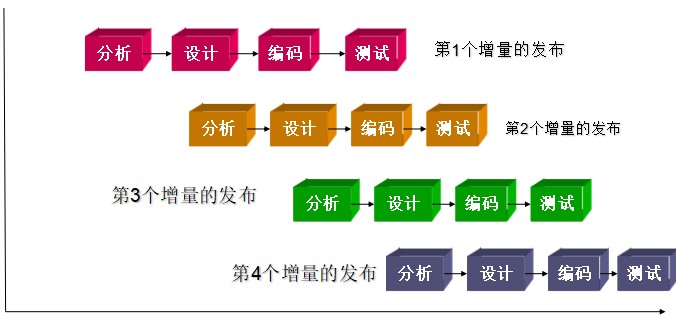 分析 设计 编码 测试 第1个增量的发布
分析 设计 编码 测试 第2个增量的发布
第3个增量的发布 分析 设计 编码 测试
第4个增量的发布 分析 设计 编码 测试